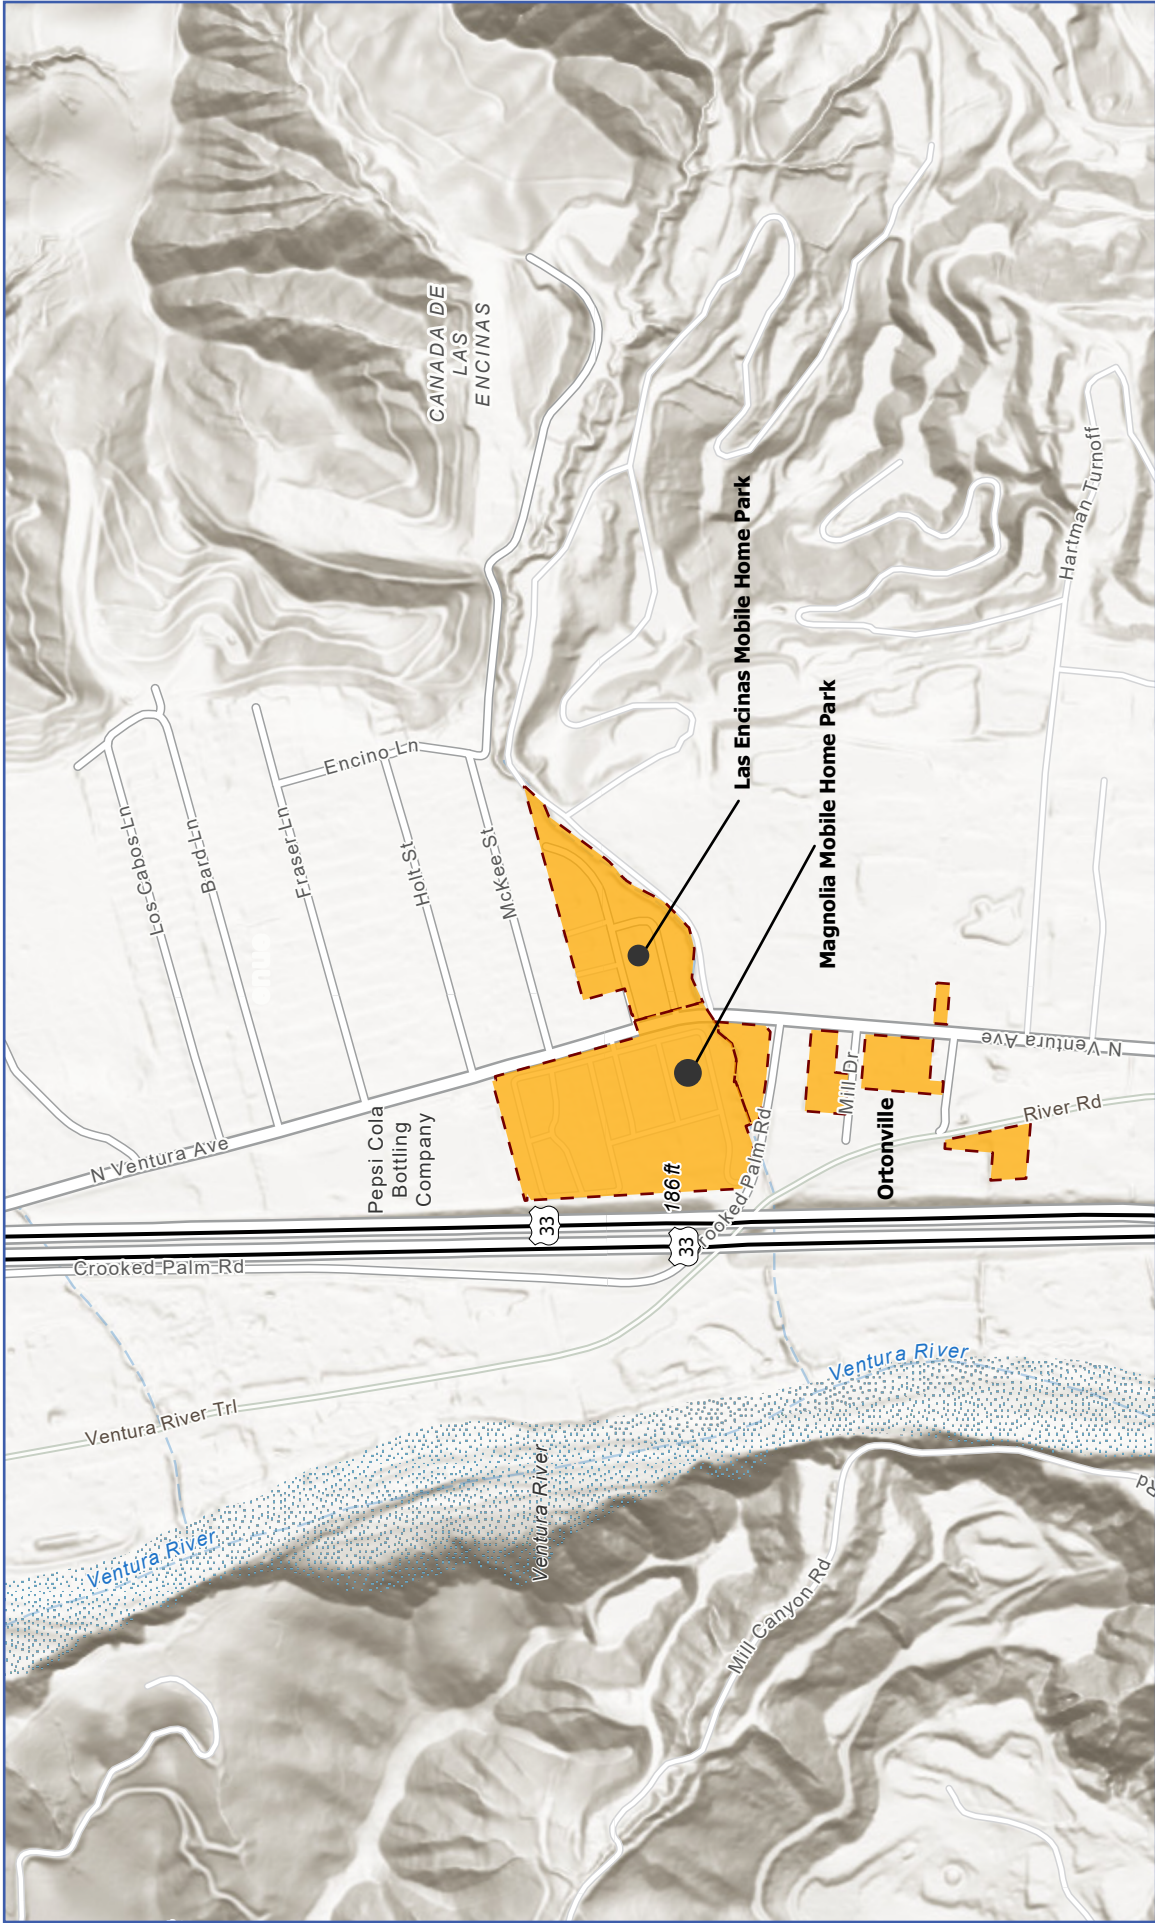 CANADA DE
LAS
ENCINAS
Hartman Turnoff
Las Encinas Mobile Home Park
Magnolia Mobile Home Park
Encino Ln
Los Cabos Ln
Bard Ln
Fraser Ln
Holt St
McKee St
N Ventura Ave
N Ventura Ave
Mill Dr
Ortonville
River Rd
Pepsi Cola
Bottling
Company
186 ft
Crooked Palm Rd
33
33
Crooked Palm Rd
Ventura River
Ventura River Trl
Ventura River
Ventura River
Mill Canyon Rd
Rd